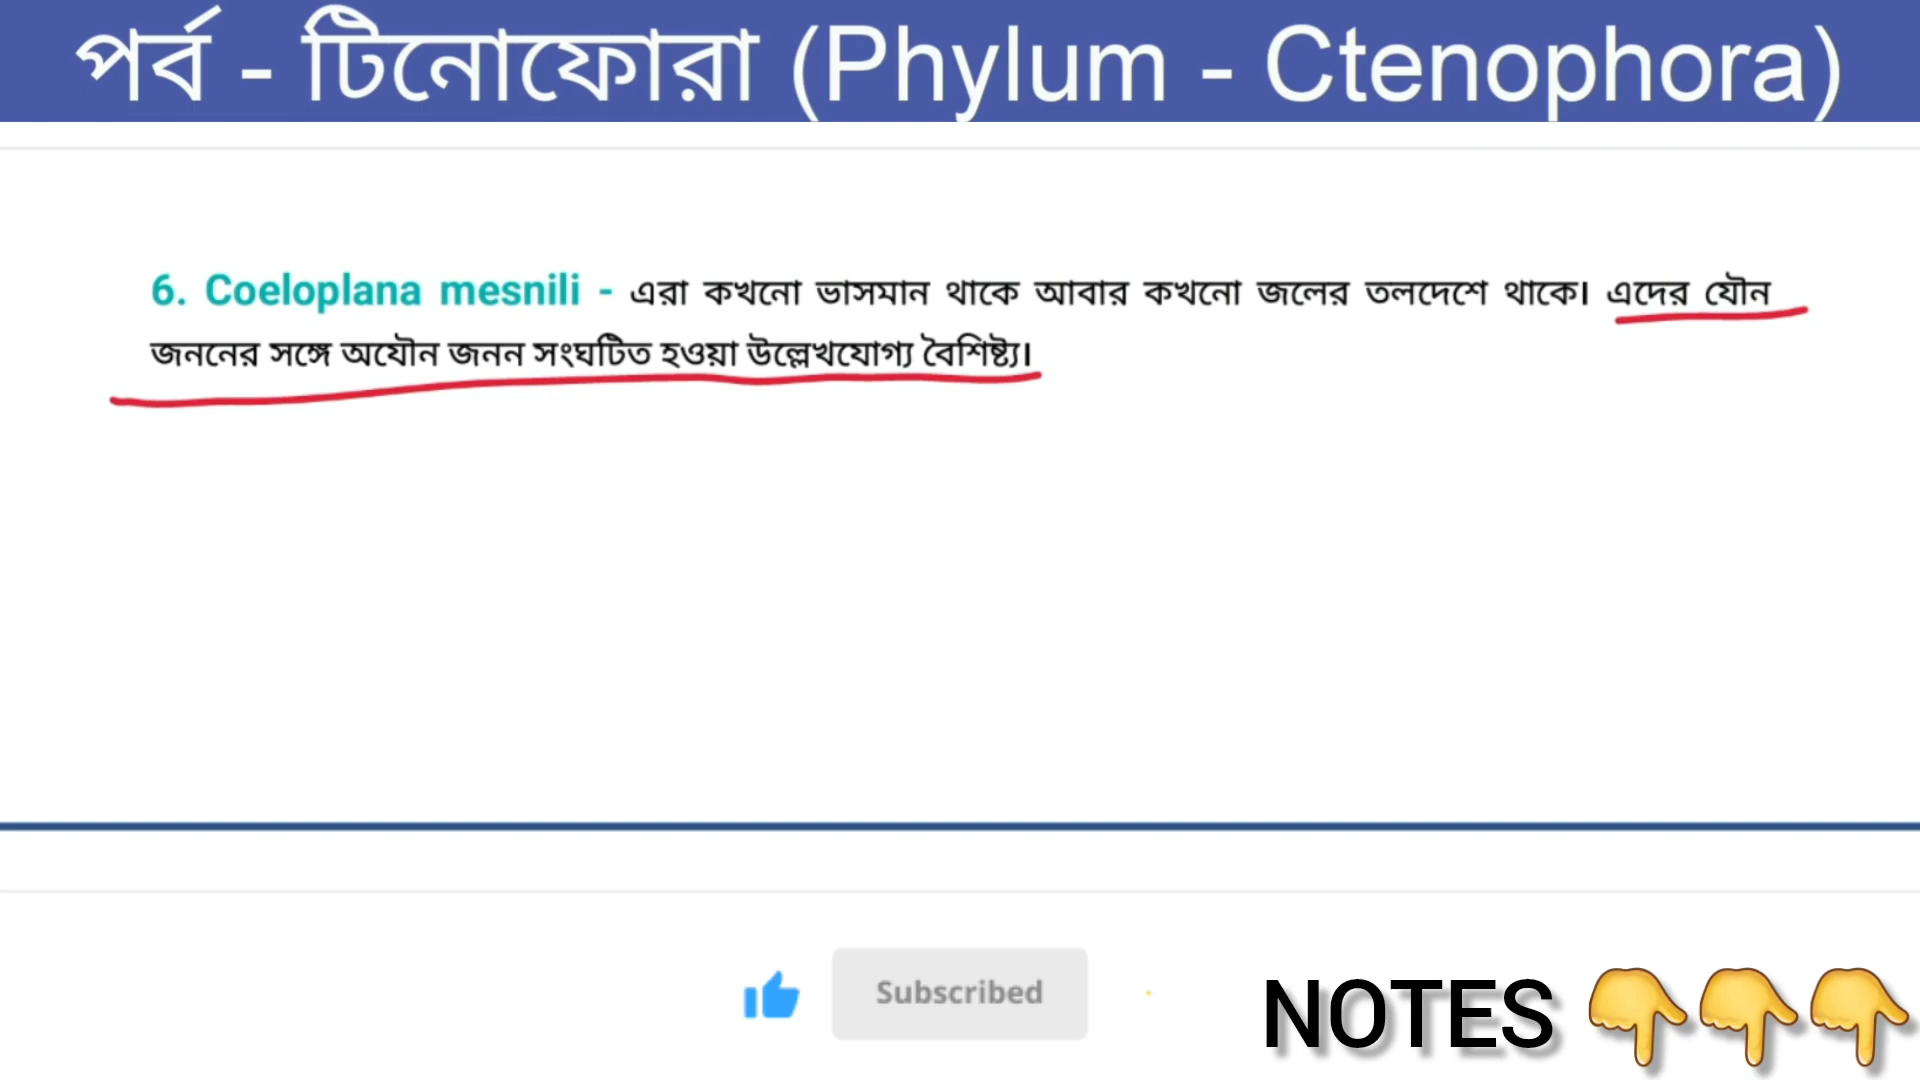 পর্ব - টিনোফোরা (Phylum - Ctenophora)
6. Coeloplana mesnili - এরা কখনো ভাসমান থাকে আবার কখনো জলের তলদেশে থাকে। এদের যৌন
জননের সঙ্গে অযৌন জনন সংঘটিত হওয়া উল্লেখযোগ্য বৈশিষ্ট্য।
Subscribed
NOTES 👇👇👇